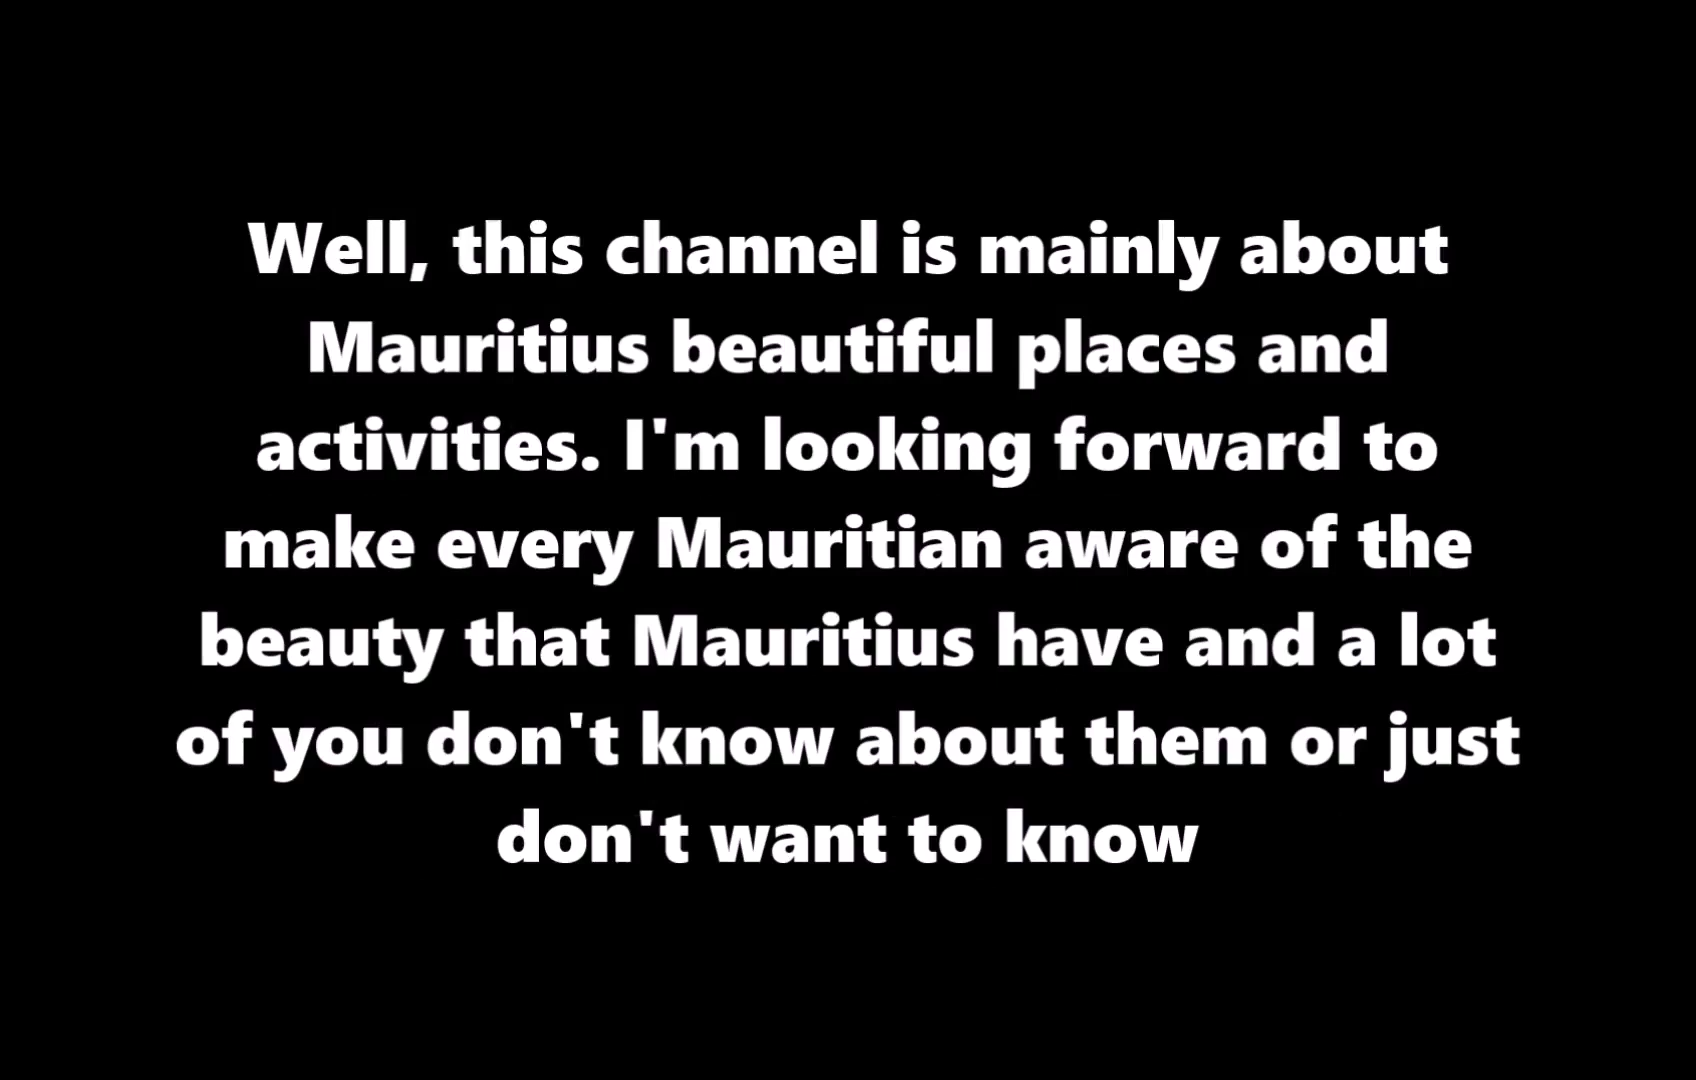 Well, this channel is mainly about
Mauritius beautiful places and
activities. I'm looking forward to
make every Mauritian aware of the
beauty that Mauritius have and a lot
of you don't know about them or just
don't want to know